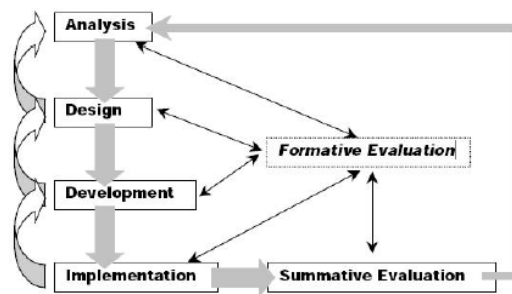 Analysis
Design
Formative Evaluation
Development
Implementation
Summative Evaluation